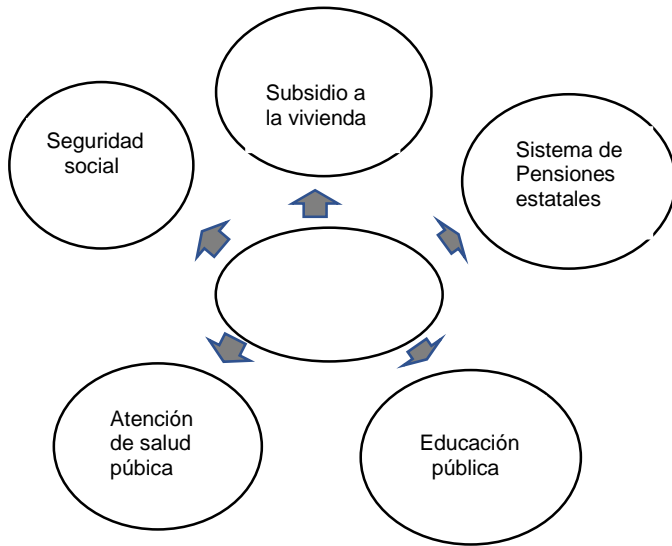 Subsidio a
la vivienda
Seguridad
social
Sistema de
Pensiones
estatales
Atención
de salud
púbica
Educación
pública